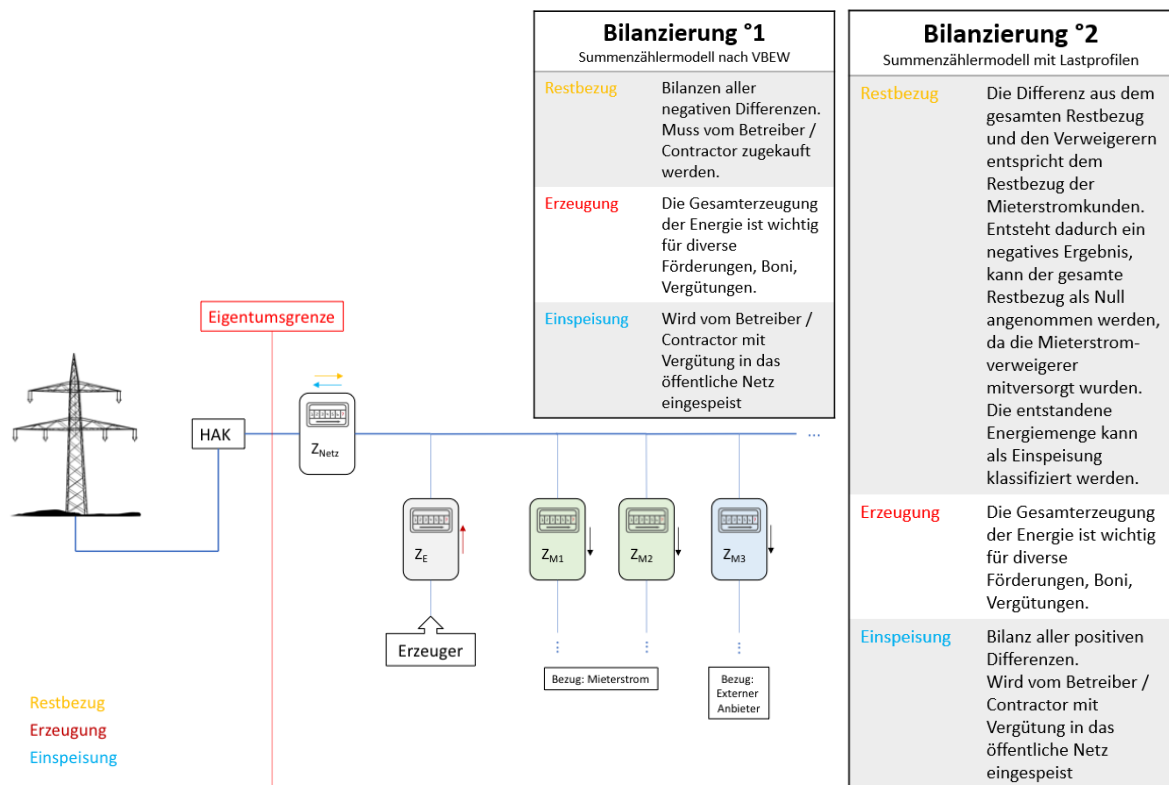 Bilanzierung °1
Summenzählermodell nach VBEW
Restbezug
Bilanzen aller
negativen Differenzen.
Muss vom Betreiber /
Contractor zugekauft
werden.
Erzeugung
Die Gesamterzeugung
der Energie ist wichtig
für diverse
Förderungen, Boni,
Vergütungen.
Einspeisung
Wird vom Betreiber /
Contractor mit
Vergütung in das
öffentliche Netz
eingespeist
Bilanzierung °2
Summenzählermodell mit Lastprofilen
Restbezug
Die Differenz aus dem
gesamten Restbezug
und den Verweigerern
entspricht dem
Restbezug der
Mieterstromkunden.
Entsteht dadurch ein
negatives Ergebnis,
kann der gesamte
Restbezug als Null
angenommen werden,
da die Mieterstrom-
verweigerer
mitversorgt wurden.
Die entstandene
Energiemenge kann
als Einspeisung
klassifiziert werden.
Erzeugung
Die Gesamterzeugung
der Energie ist wichtig
für diverse
Förderungen, Boni,
Vergütungen.
Einspeisung
Bilanz aller positiven
Differenzen.
Wird vom Betreiber /
Contractor mit
Vergütung in das
öffentliche Netz
eingespeist
Eigentumsgrenze
HAK
ZNetz
...
ZE
ZM1
ZM2
ZM3
Erzeuger
Bezug: Mieterstrom
Bezug:
Externer
Anbieter
Restbezug
Erzeugung
Einspeisung